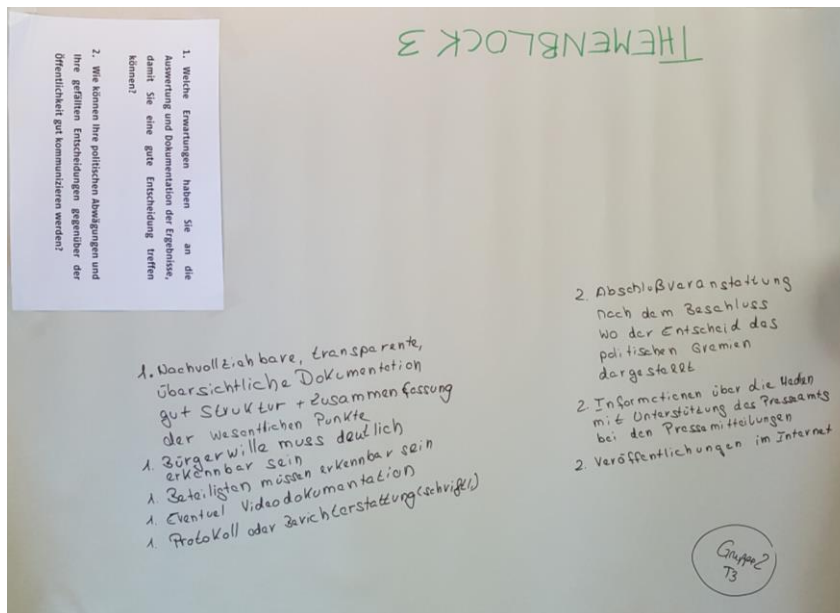 THEMENBLOCK 3
1. Welche Erwartungen haben Sie an die
Auswertung und Dokumentation der Ergebnisse,
damit Sie eine gute Entscheidung treffen
können?
2. Wie können Ihre politischen Abwägungen und
Ihre gefällten Entscheidungen gegenüber der
Öffentlichkeit gut kommunizieren werden?
1. Nachvollziehbare, transparente,
übersichtliche Dokumentation
gut Struktur + Zusammenfassung
der wesentlichen Punkte
1. Bürgerwille muss deutlich
erkennbar sein
1. Beteiligten müssen erkennbar sein
1. Eventuel Videodokumentation
1. Protokoll oder Berichterstattung (schriftl.)
2. Abschlußveranstaltung
nach dem Beschluss
wo der Entscheid des
politischen Gremien
dargestellt
2. Informationen über die Medien
mit Unterstützung des Presseamts
bei den Pressemitteilungen
2. Veröffentlichungen im Internet
Gruppe 2
T3